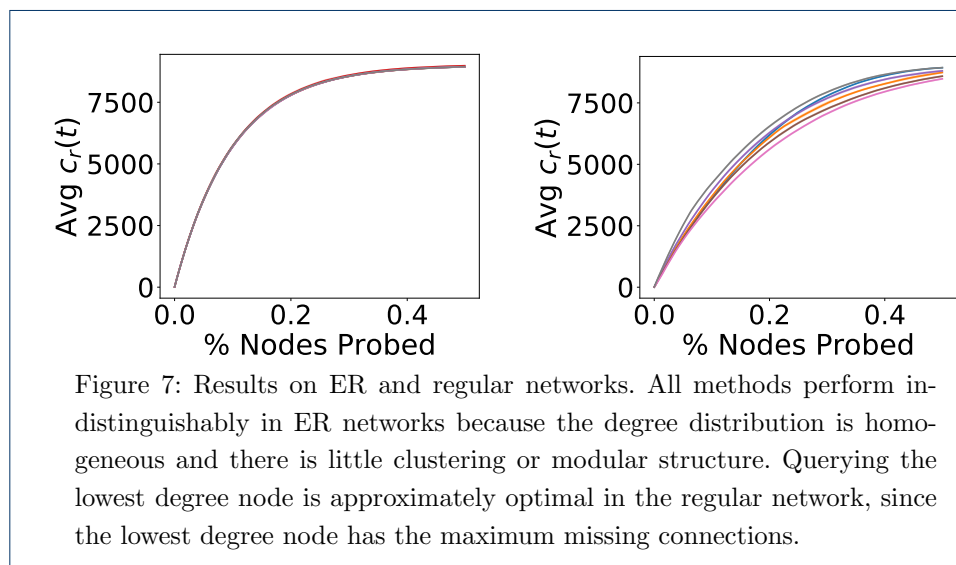 7500
5000
2500
0
Avg c_r(t)
0.0 0.2 0.4
% Nodes Probed
7500
5000
2500
0
Avg c_r(t)
0.0 0.2 0.4
% Nodes Probed
Figure 7: Results on ER and regular networks. All methods perform in-
distinguishably in ER networks because the degree distribution is homo-
geneous and there is little clustering or modular structure. Querying the
lowest degree node is approximately optimal in the regular network, since
the lowest degree node has the maximum missing connections.